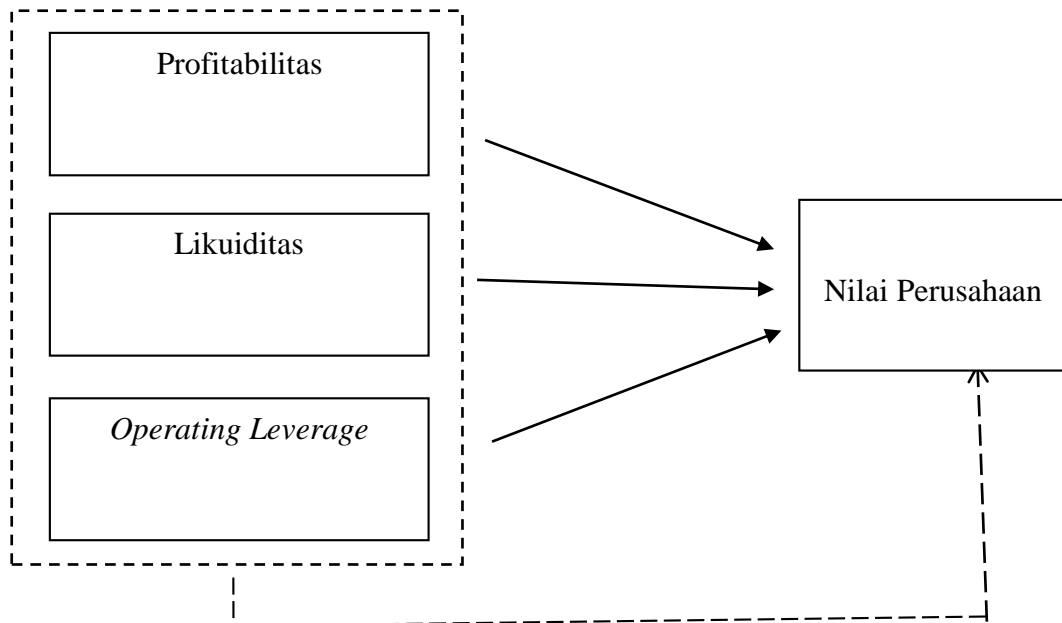 Profitabilitas
Likuiditas
Nilai Perusahaan
Operating Leverage